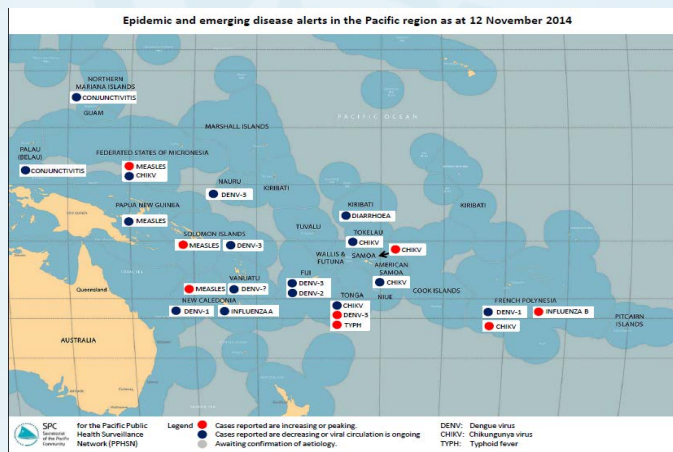 Epidemic and emerging disease alerts in the Pacific region as at 12 November 2014
NORTHERN
MARIANA ISLANDS
CONJUNCTIVITIS
GUAM
PACIFIC OCEAN
MARSHALL ISLANDS
PALAU
(BELAU)
FEDERATED STATES OF MICRONESIA
CONJUNCTIVITIS
MEASLES
CHIKV
NAURU
DENV-3
KIRIBATI
KIRIBATI
DIARRHOEA
KIRIBATI
PAPUA NEW GUINEA
MEASLES
SOLOMON ISLANDS
MEASLES
DENV-3
TUVALU
TOKELAU
CHIKV
WALLIS &
FUTUNA
SAMOA
CHIKV
AMERICAN
SAMOA
CHIKV
Queensland
VANUATU
MEASLES
DENV-?
FIJI
DENV-3
DENV-2
NEW CALEDONIA
DENV-1
INFLUENZA A
TONGA
CHIKV
DENV-3
TYPH
NIUE
COOK ISLANDS
FRENCH POLYNESIA
DENV-1
INFLUENZA B
CHIKV
PITCAIRN
ISLANDS
AUSTRALIA
SPC
Secretariat
of the Pacific
Community
for the Pacific Public
Health Surveillance
Network (PPHSN)
Legend
Cases reported are increasing or peaking.
Cases reported are decreasing or viral circulation is ongoing
Awaiting confirmation of aetiology.
DENV: Dengue virus
CHIKV: Chikungunya virus
TYPH: Typhoid fever